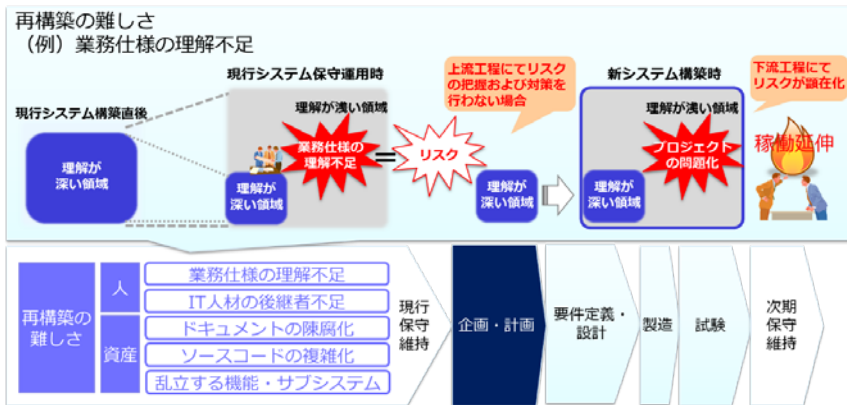 再構築の難しさ
（例）業務仕様の理解不足
現行システム構築直後
理解が
深い領域
現行システム保守運用時
理解が浅い領域
業務仕様の
理解不足
理解が
深い領域
=
リスク
上流工程にてリスク
の把握および対策を
行わない場合
理解が
深い領域
新システム構築時
理解が浅い領域
プロジェクト
の問題化
理解が
深い領域
下流工程にて
リスクが顕在化
稼働延伸
再構築の
難しさ
人
業務仕様の理解不足
IT人材の後継者不足
資産
ドキュメントの陳腐化
ソースコードの複雑化
乱立する機能・サブシステム
現行
保守
維持
企画・計画
要件定義・
設計
製造
試験
次期
保守
維持